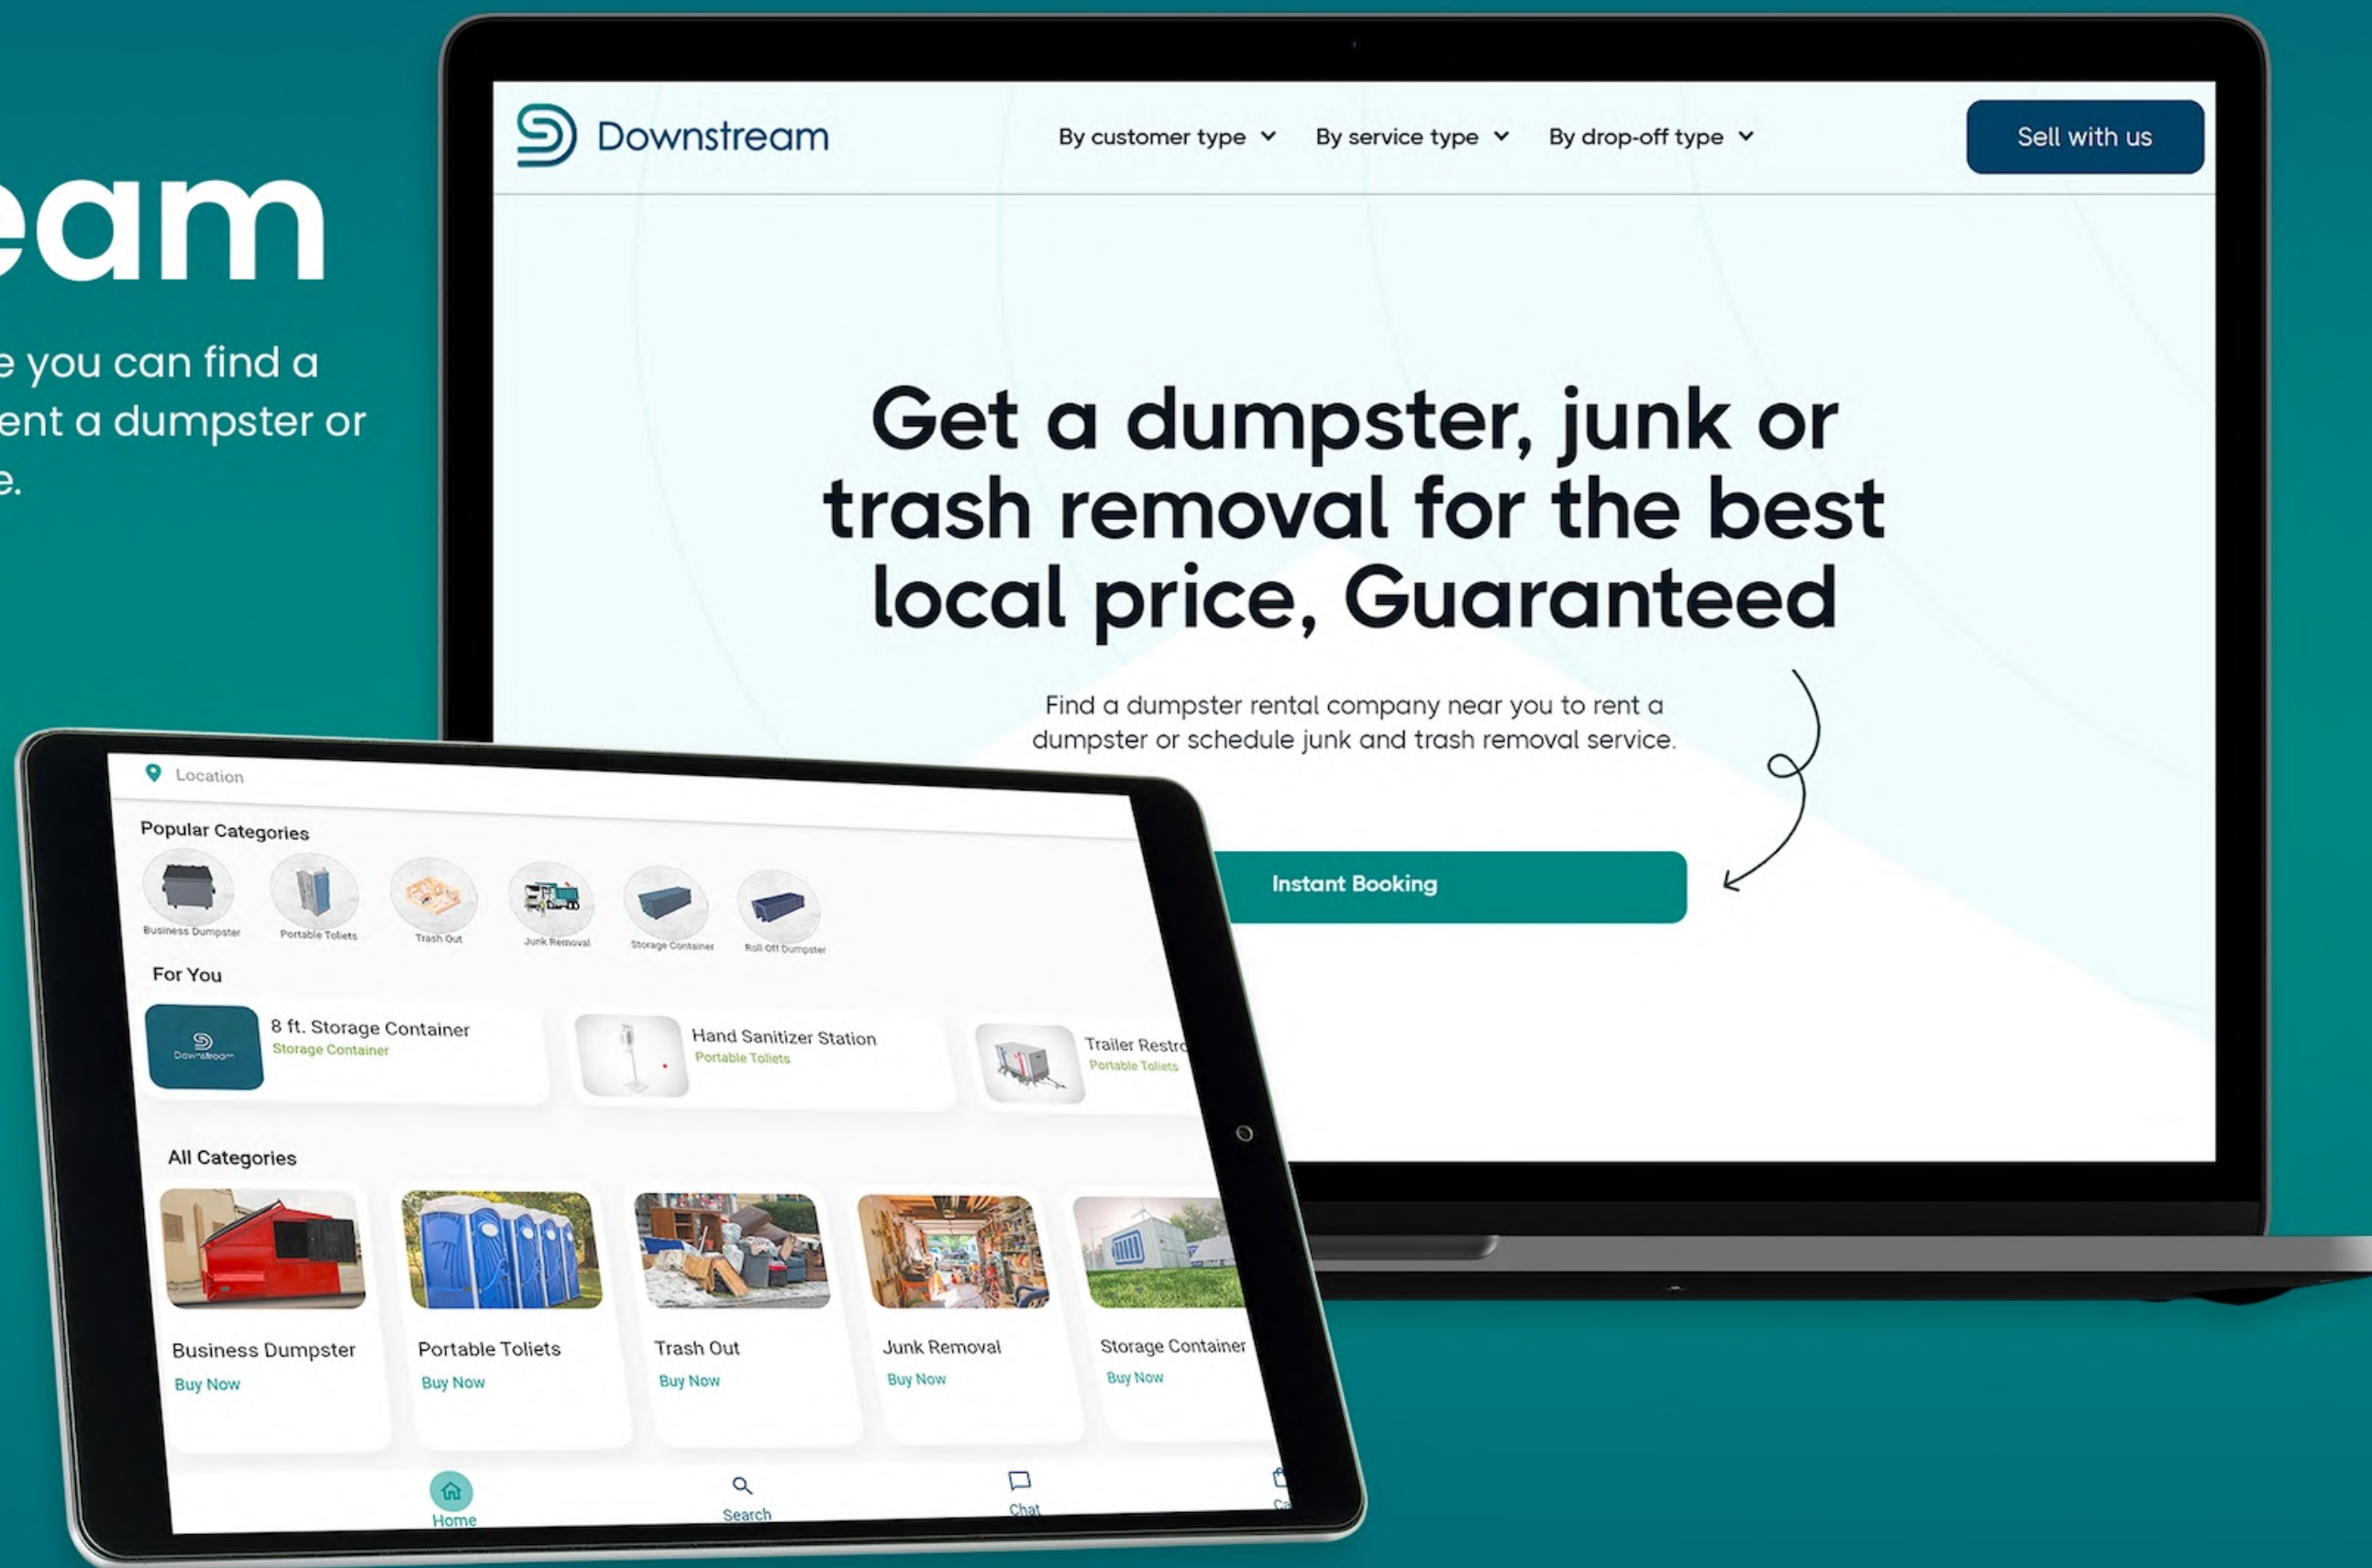 eam
e you can find a
ent a dumpster or
e.
Downstream
By customer type
By service type
By drop-off type
Sell with us
Get a dumpster, junk or
trash removal for the best
local price, Guaranteed
Find a dumpster rental company near you to rent a
dumpster or schedule junk and trash removal service.
Instant Booking
Location
Popular Categories
Business Dumpster
Portable Toliets
Trash Out
Junk Removal
Storage Container
Roll Off Dumpster
For You
Downstream
8 ft. Storage Container
Storage Container
Hand Sanitizer Station
Portable Toliets
Trailer Restro
Portable Toliets
All Categories
Business Dumpster
Buy Now
Portable Toliets
Buy Now
Trash Out
Buy Now
Junk Removal
Buy Now
Storage Container
Buy Now
Home
Search
Chat
Ca